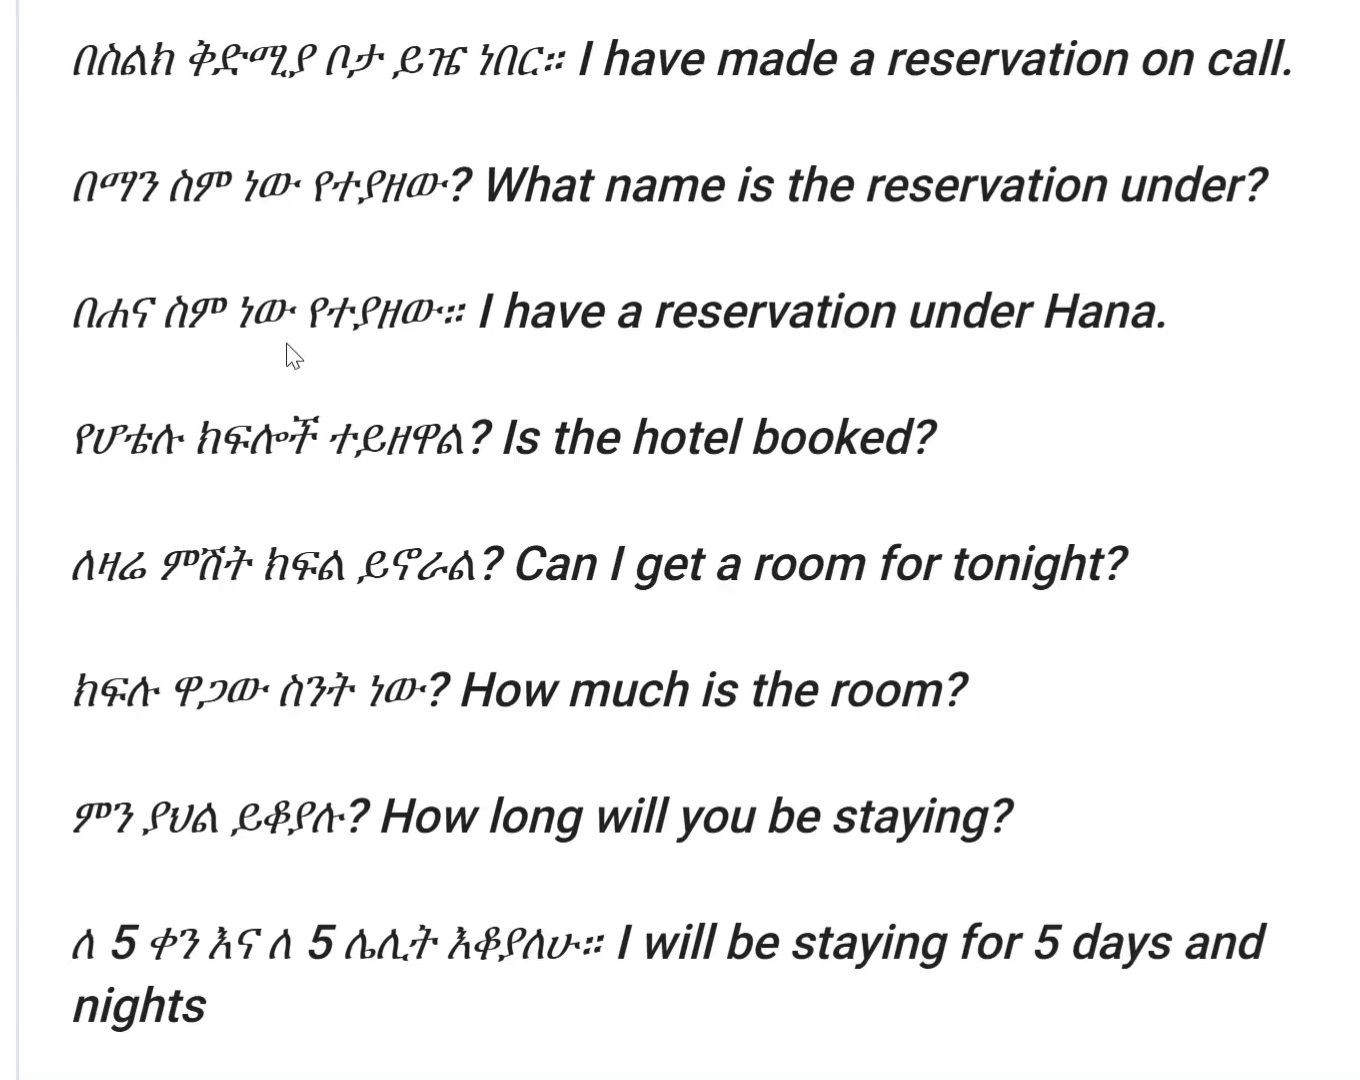 በስልክ ቅድሚያ ቦታ ይዤ ነበር። I have made a reservation on call.
በማን ስም ነው የተያዘው? What name is the reservation under?
በሐና ስም ነው የተያዘው። I have a reservation under Hana.
የሆቴሉ ክፍሎች ተይዘዋል? Is the hotel booked?
ለዛሬ ምሽት ክፍል ይኖራል? Can I get a room for tonight?
ክፍሉ ዋጋው ስንት ነው? How much is the room?
ምን ያህል ይቆያሉ? How long will you be staying?
ለ 5 ቀን እና ለ 5 ሌሊት እቆያለሁ። I will be staying for 5 days and
nights